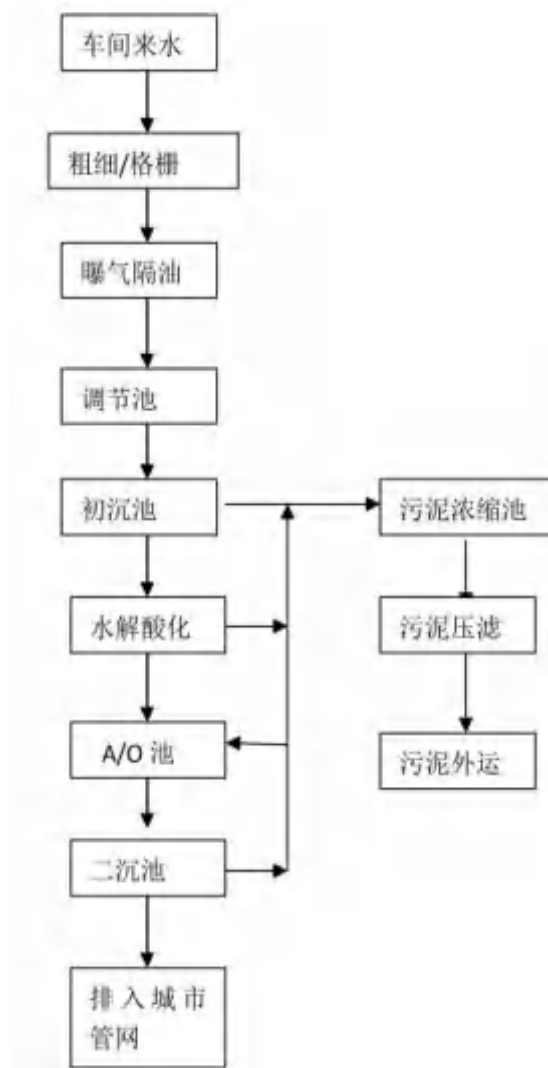 车间来水
粗细/格栅
曝气隔油
调节池
初沉池
污泥浓缩池
水解酸化
污泥压滤
A/O 池
污泥外运
二沉池
排入城市
管网